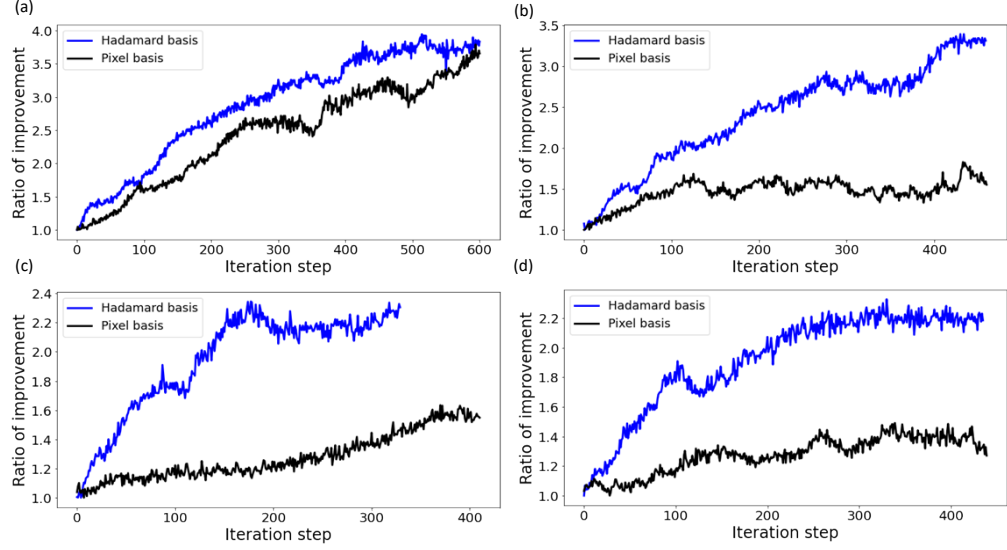 (a)
4.0
3.5
3.0
2.5
2.0
1.5
1.0
Ratio of improvement
Hadamard basis
Pixel basis
0 100 200 300 400 500 600
Iteration step
(b)
3.5
3.0
2.5
2.0
1.5
1.0
Ratio of improvement
Hadamard basis
Pixel basis
0 100 200 300 400
Iteration step
(c)
2.4
2.2
2.0
1.8
1.6
1.4
1.2
1.0
Ratio of improvement
Hadamard basis
Pixel basis
0 100 200 300 400
Iteration step
(d)
2.2
2.0
1.8
1.6
1.4
1.2
1.0
Ratio of improvement
Hadamard basis
Pixel basis
0 100 200 300 400
Iteration step